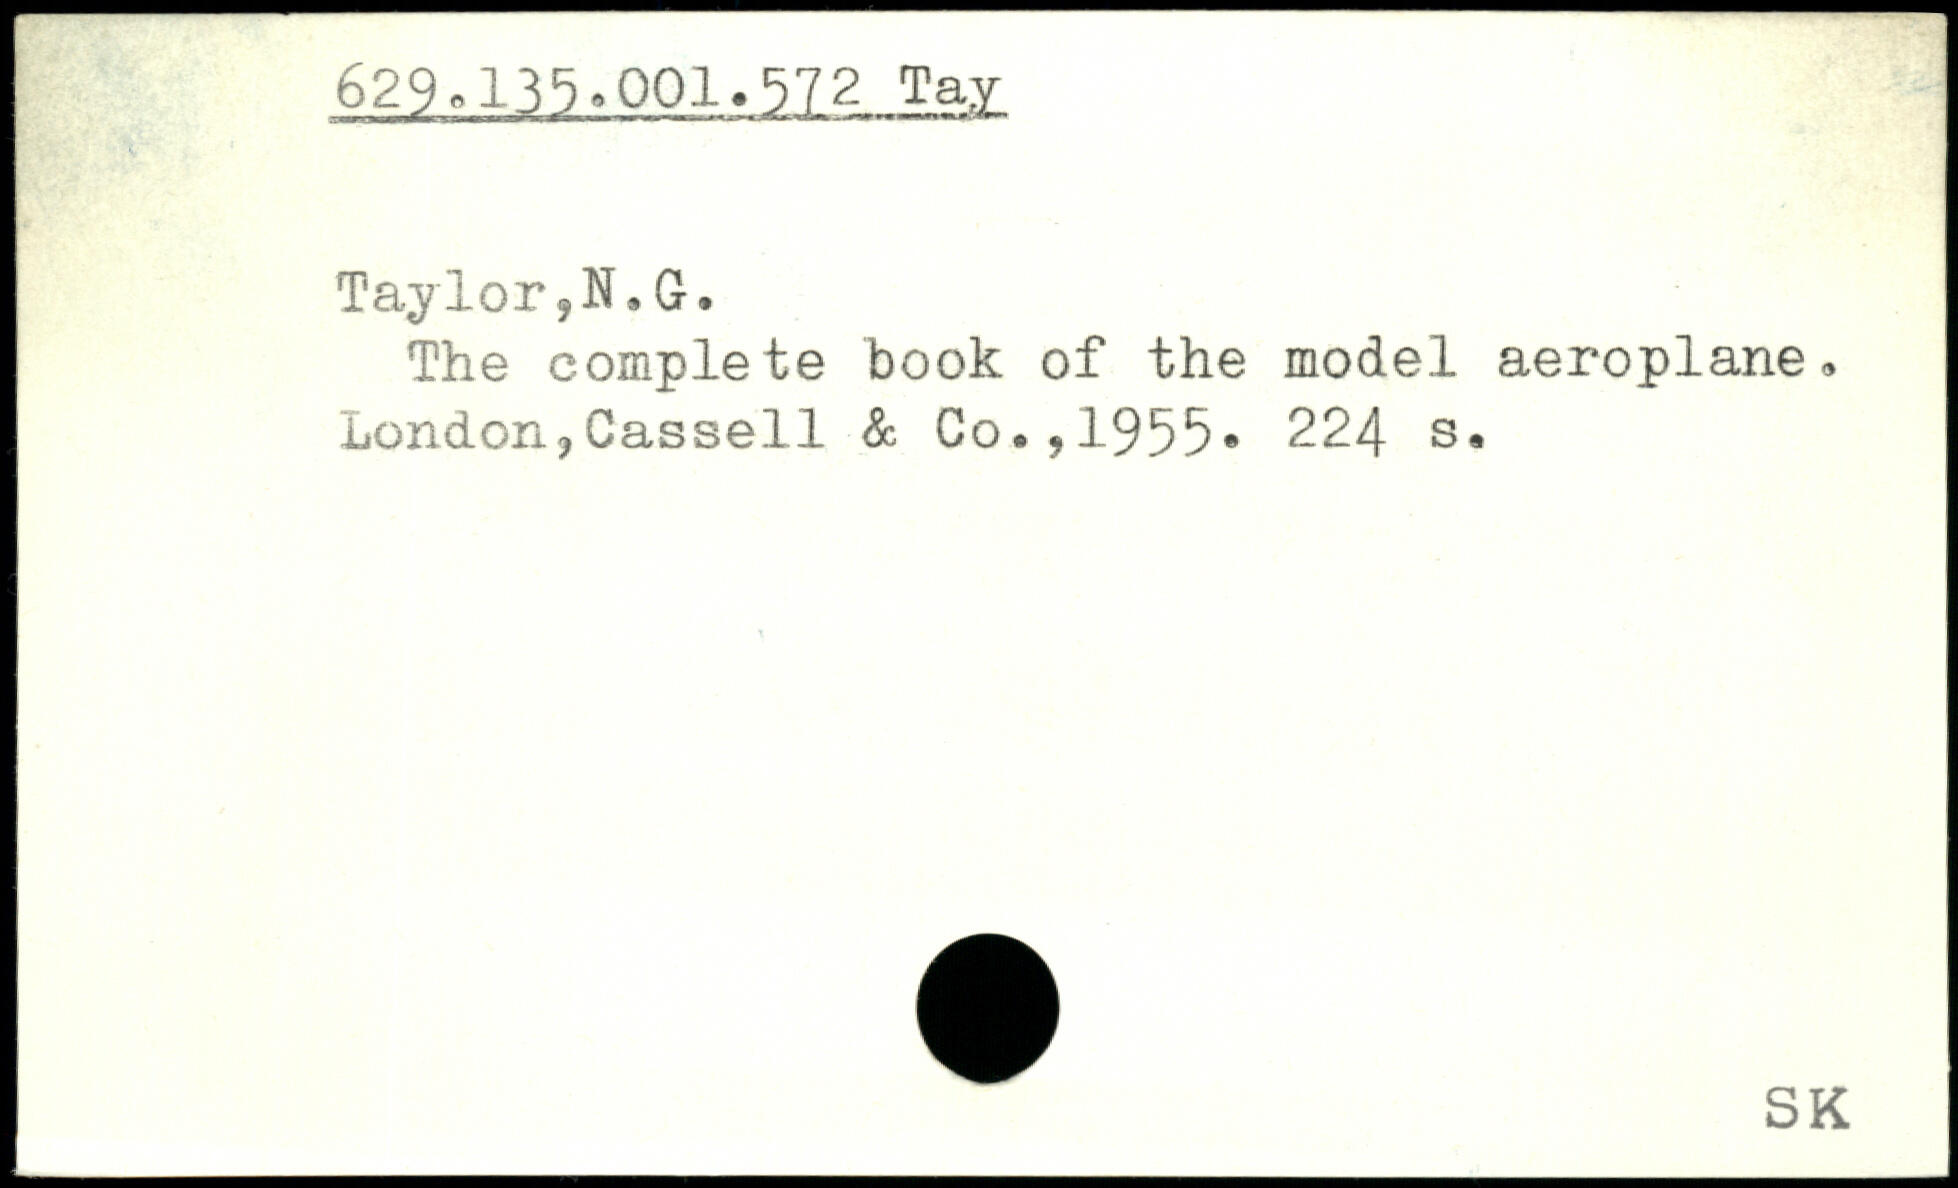 629.135.001.572 Tay
Taylor,N.G.
The complete book of the model aeroplane.
London,Cassell & Co.,1955. 224 s.
SK